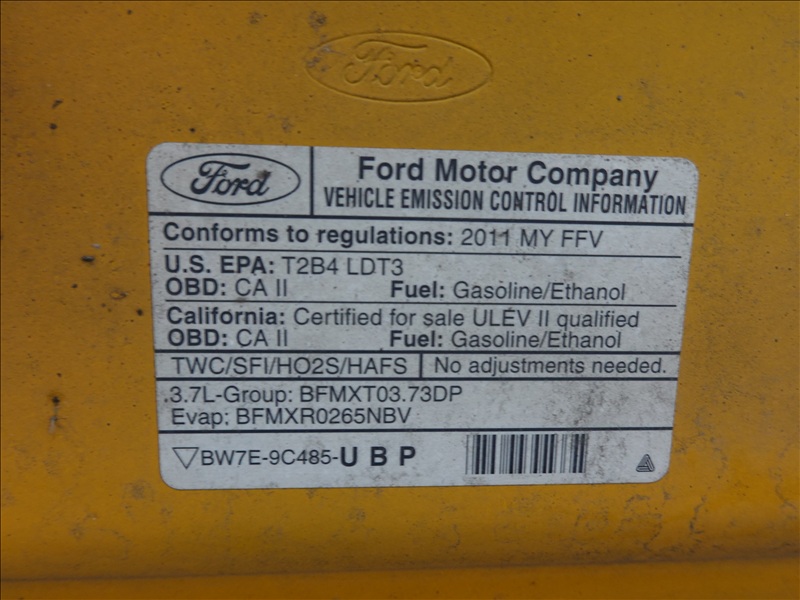 Ford
Ford
Ford Motor Company
VEHICLE EMISSION CONTROL INFORMATION
Conforms to regulations: 2011 MY FFV
U.S. EPA: T2B4 LDT3
OBD: CA II Fuel: Gasoline/Ethanol
California: Certified for sale ULEV II qualified
OBD: CA II Fuel: Gasoline/Ethanol
TWC/SFI/HO2S/HAFS No adjustments needed.
3.7L-Group: BFMXT03.73DP
Evap: BFMXR0265NBV
BW7E-9C485-UBP